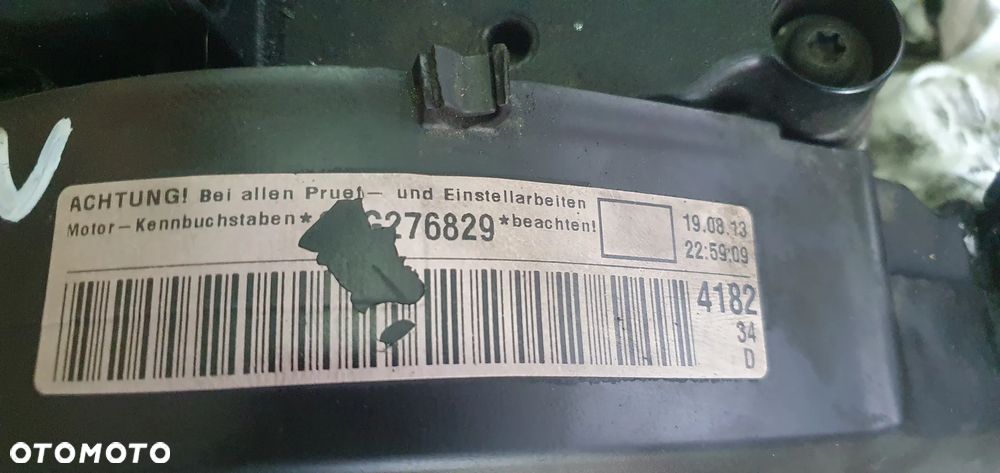 ACHTUNG! Bei allen Pruef- und Einstellarbeiten
Motor-Kennbuchstaben* 276829 *beachten!
19.08.13
22:59:09
4182
34
D
OTOMOTO